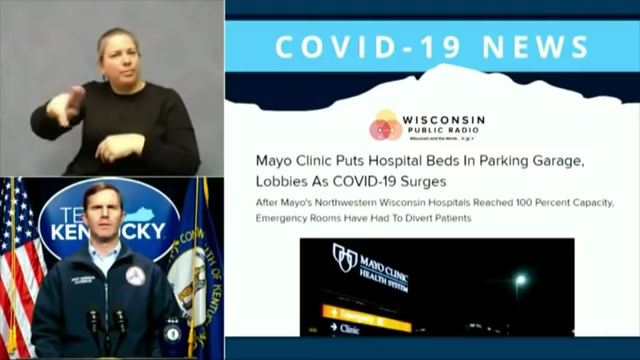 COVID-19 NEWS
WISCONSIN
PUBLIC RADIO
Mayo Clinic Puts Hospital Beds In Parking Garage,
Lobbies As COVID-19 Surges
After Mayo's Northwestern Wisconsin Hospitals Reached 100 Percent Capacity,
Emergency Rooms Have Had To Divert Patients
MAYO CLINIC
HEALTH SYSTEM
Emergency
Clinic
KENTUCKY